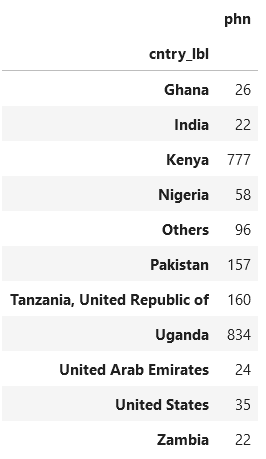 phn
cntry_lbl
Ghana 26
India 22
Kenya 777
Nigeria 58
Others 96
Pakistan 157
Tanzania, United Republic of 160
Uganda 834
United Arab Emirates 24
United States 35
Zambia 22